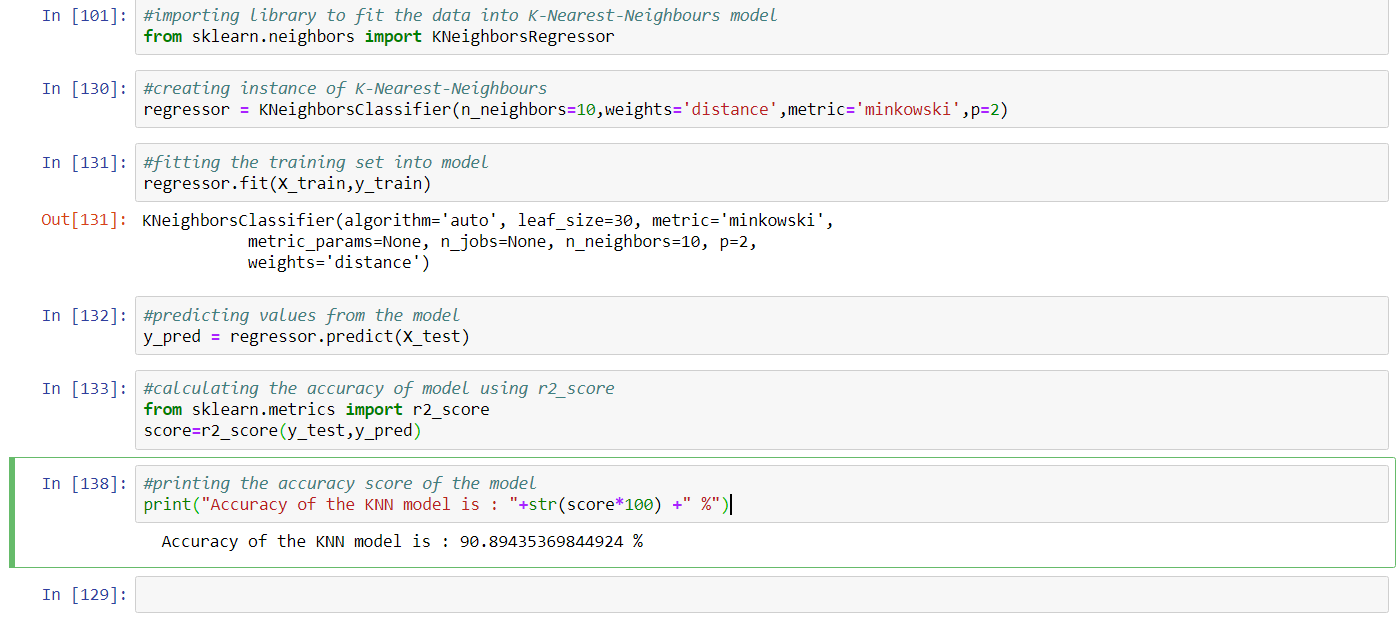 In [101]: #importing library to fit the data into K-Nearest-Neighbours model
from sklearn.neighbors import KNeighborsRegressor
In [130]: #creating instance of K-Nearest-Neighbours
regressor = KNeighborsClassifier(n_neighbors=10,weights='distance',metric='minkowski',p=2)
In [131]: #fitting the training set into model
regressor.fit(X_train,y_train)
Out[131]: KNeighborsClassifier(algorithm='auto', leaf_size=30, metric='minkowski',
metric_params=None, n_jobs=None, n_neighbors=10, p=2,
weights='distance')
In [132]: #predicting values from the model
y_pred = regressor.predict(X_test)
In [133]: #calculating the accuracy of model using r2_score
from sklearn.metrics import r2_score
score=r2_score(y_test,y_pred)
In [138]: #printing the accuracy score of the model
print("Accuracy of the KNN model is : "+str(score*100) +" %")
Accuracy of the KNN model is : 90.89435369844924 %
In [129]: